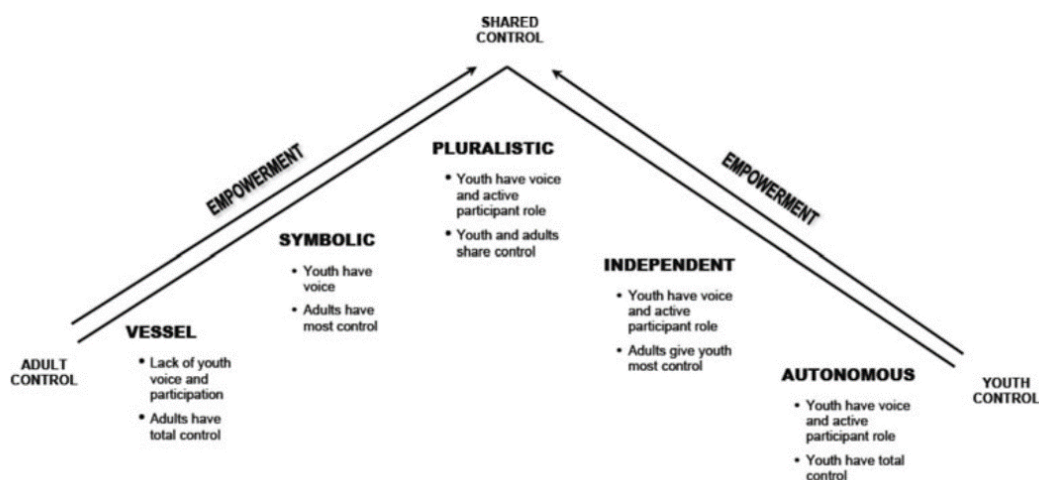 SHARED
CONTROL
EMPOWERMENT
EMPOWERMENT
PLURALISTIC
• Youth have voice
and active
participant role
• Youth and adults
share control
SYMBOLIC
• Youth have
voice
• Adults have
most control
INDEPENDENT
• Youth have voice
and active
participant role
• Adults give youth
most control
VESSEL
• Lack of youth
voice and
participation
• Adults have
total control
ADULT
CONTROL
AUTONOMOUS
• Youth have voice
and active
participant role
• Youth have total
control
YOUTH
CONTROL